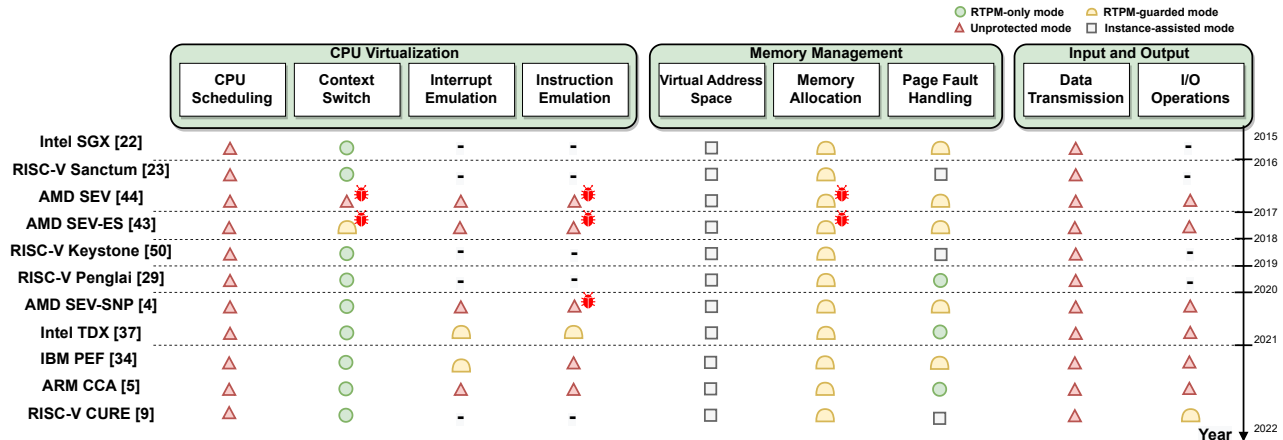 RTPM-only mode RTPM-guarded mode
Unprotected mode Instance-assisted mode
CPU Virtualization Memory Management Input and Output
CPU Context Interrupt Instruction Virtual Address Memory Page Fault Data I/O
Scheduling Switch Emulation Emulation Space Allocation Handling Transmission Operations
Intel SGX [22] - - - 2015
2016
RISC-V Sanctum [23] - - -
AMD SEV [44]
2017
AMD SEV-ES [43]
2018
RISC-V Keystone [50] - - -
2019
RISC-V Penglai [29] - - -
2020
AMD SEV-SNP [4]
Intel TDX [37]
2021
IBM PEF [34]
ARM CCA [5]
RISC-V CURE [9] - -
Year 2022